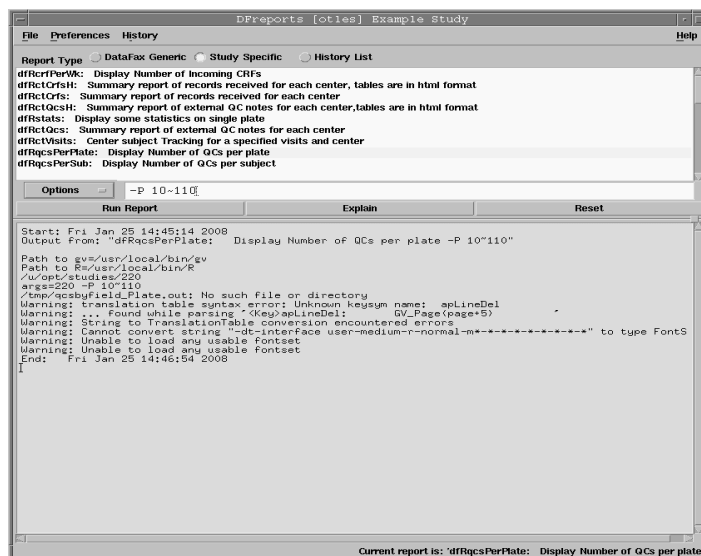 DFreports [otles] Example Study
File Preferences History Help
Report Type DataFax Generic Study Specific History List
dfRcrfPerWk: Display Number of Incoming CRFs
dfRctCrfsH: Summary report of records received for each center, tables are in html format
dfRctCrfs: Summary report of records received for each center
dfRctQcsH: Summary report of external QC notes for each center,tables are in html format
dfRstats: Display some statistics on single plate
dfRctQcs: Summary report of external QC notes for each center
dfRctVisits: Center subject Tracking for a specified visits and center
dfRqcsPerPlate: Display Number of QCs per plate
dfRqcsPerSub: Display Number of QCs per subject
Options -P 10~110
Run Report Explain Reset
Start: Fri Jan 25 14:45:14 2008
Output from: "dfRqcsPerPlate: Display Number of QCs per plate -P 10~110"
Path to gv=/usr/local/bin/gv
Path to R=/usr/local/bin/R
/u/opt/studies/220
args=220 -P 10~110
/tmp/qcsbyfield_Plate.out: No such file or directory
Warning: translation table syntax error: Unknown keysym name: apLineDel
Warning: ... found while parsing '<Key>apLineDel: GV_Page(page+5) '
Warning: String to TranslationTable conversion encountered errors
Warning: Cannot convert string "-dt-interface user-medium-r-normal-m*-*-*-*-*-*-*-*-*" to type FontS
Warning: Unable to load any usable fontset
Warning: Unable to load any usable fontset
End: Fri Jan 25 14:46:54 2008
Current report is: 'dfRqcsPerPlate: Display Number of QCs per plate